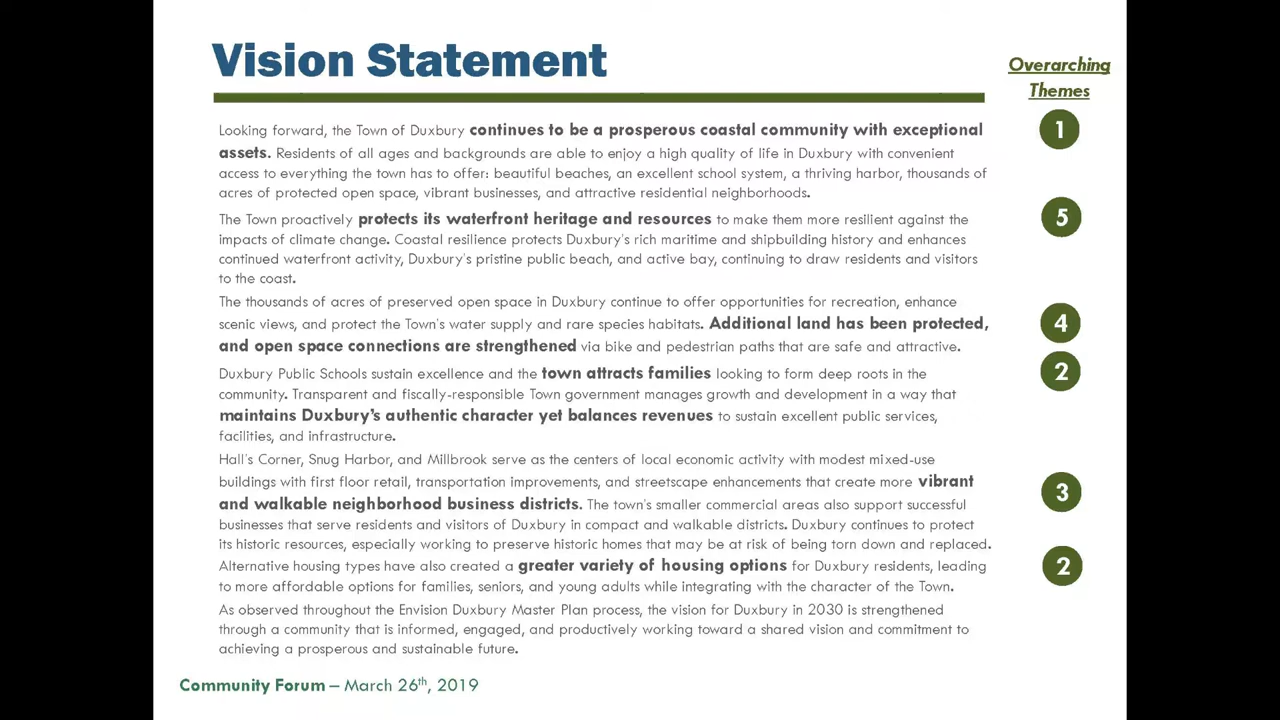 Vision Statement
Overarching
Themes
Looking forward, the Town of Duxbury continues to be a prosperous coastal community with exceptional
assets. Residents of all ages and backgrounds are able to enjoy a high quality of life in Duxbury with convenient
access to everything the town has to offer: beautiful beaches, an excellent school system, a thriving harbor, thousands of
acres of protected open space, vibrant businesses, and attractive residential neighborhoods.
1
The Town proactively protects its waterfront heritage and resources to make them more resilient against the
impacts of climate change. Coastal resilience protects Duxbury's rich maritime and shipbuilding history and enhances
continued waterfront activity, Duxbury's pristine public beach, and active bay, continuing to draw residents and visitors
to the coast.
5
The thousands of acres of preserved open space in Duxbury continue to offer opportunities for recreation, enhance
scenic views, and protect the Town's water supply and rare species habitats. Additional land has been protected,
and open space connections are strengthened via bike and pedestrian paths that are safe and attractive.
4
Duxbury Public Schools sustain excellence and the town attracts families looking to form deep roots in the
community. Transparent and fiscally-responsible Town government manages growth and development in a way that
maintains Duxbury's authentic character yet balances revenues to sustain excellent public services,
facilities, and infrastructure.
2
Hall's Corner, Snug Harbor, and Millbrook serve as the centers of local economic activity with modest mixed-use
buildings with first floor retail, transportation improvements, and streetscape enhancements that create more vibrant
and walkable neighborhood business districts. The town's smaller commercial areas also support successful
businesses that serve residents and visitors of Duxbury in compact and walkable districts. Duxbury continues to protect
its historic resources, especially working to preserve historic homes that may be at risk of being torn down and replaced.
3
Alternative housing types have also created a greater variety of housing options for Duxbury residents, leading
to more affordable options for families, seniors, and young adults while integrating with the character of the Town.
2
As observed throughout the Envision Duxbury Master Plan process, the vision for Duxbury in 2030 is strengthened
through a community that is informed, engaged, and productively working toward a shared vision and commitment to
achieving a prosperous and sustainable future.
Community Forum – March 26th, 2019